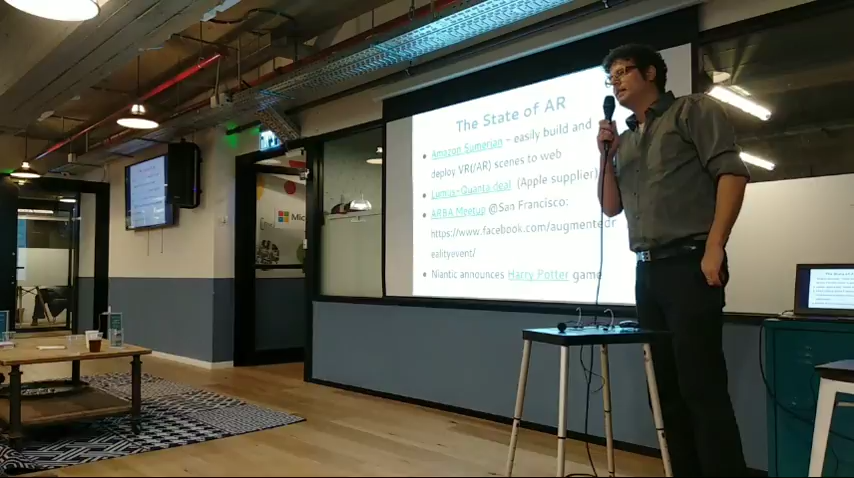 The State of AR
Amazon Sumerian – easily build and
deploy VR(/AR) scenes to web
Lumus-Quanta deal (Apple supplier)
ARBA Meetup @San Francisco:
https://www.facebook.com/augmentedr
ealityevent/
Niantic announces Harry Potter game
Mic